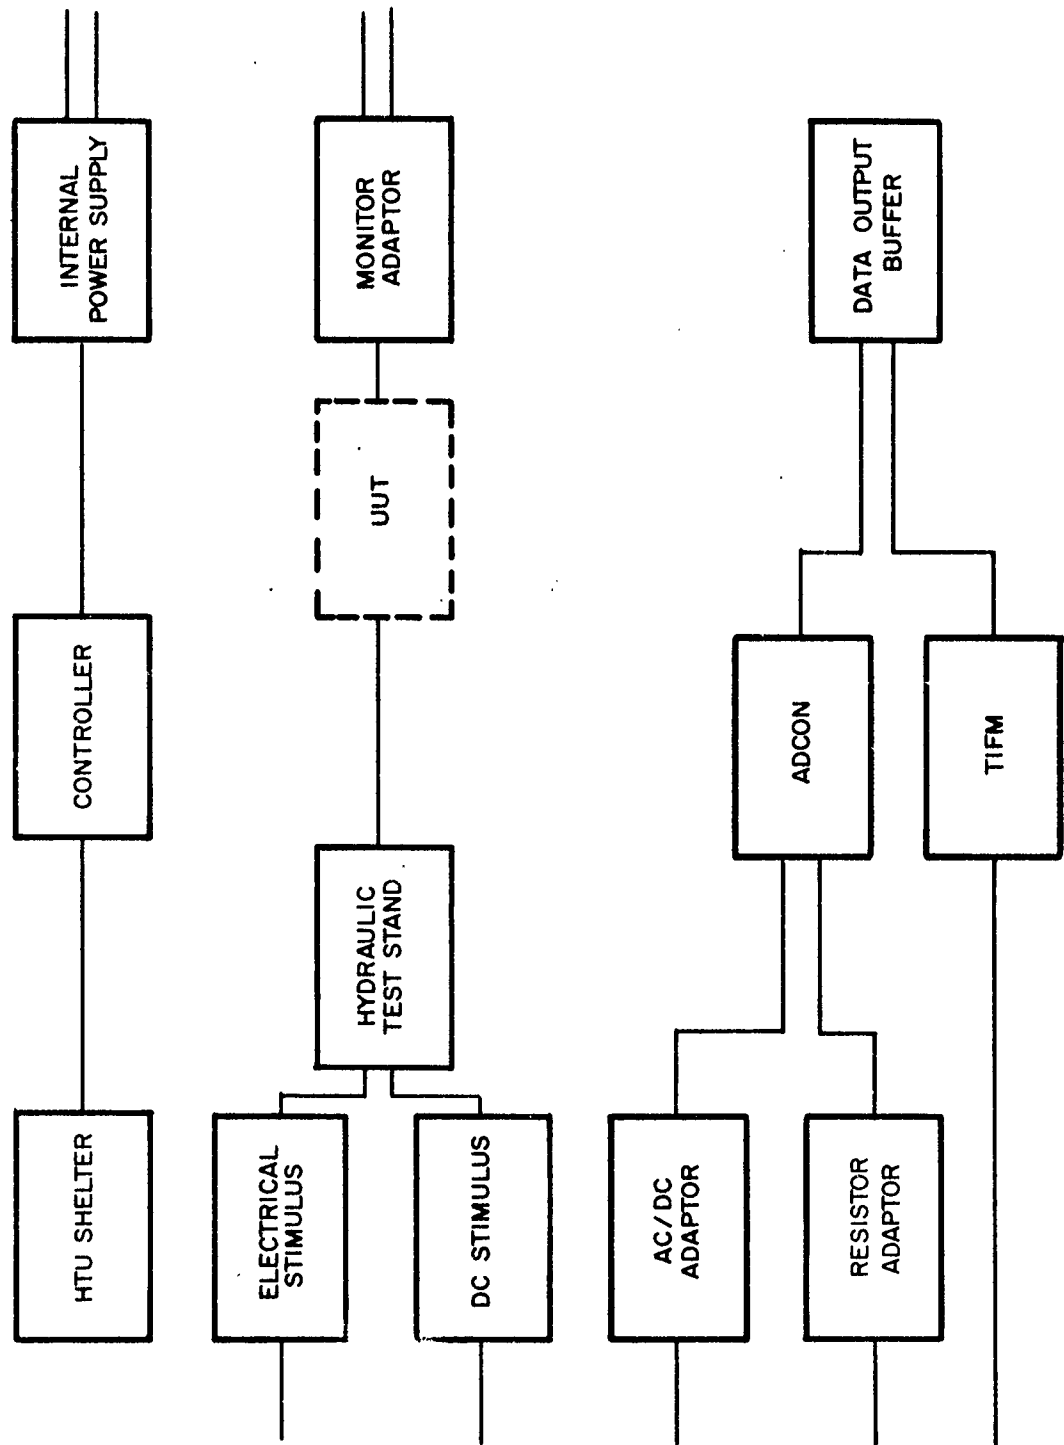 HTU SHELTER
CONTROLLER
INTERNAL
POWER SUPPLY
ELECTRICAL
STIMULUS
DC STIMULUS
HYDRAULIC
TEST STAND
UUT
MONITOR
ADAPTOR
AC/DC
ADAPTOR
RESISTOR
ADAPTOR
ADCON
TIFM
DATA OUTPUT
BUFFER